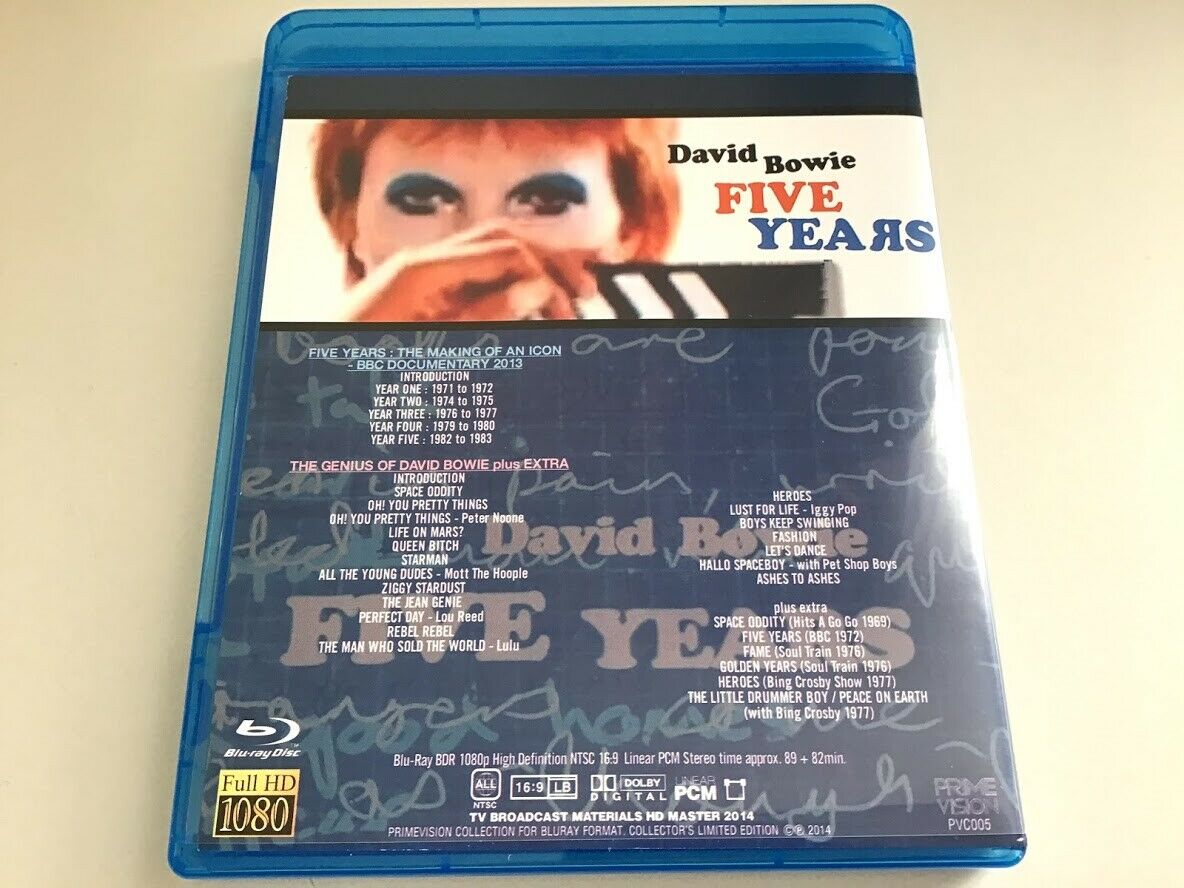 David Bowie
FIVE
YEAЯS
FIVE YEARS : THE MAKING OF AN ICON
- BBC DOCUMENTARY 2013
INTRODUCTION
YEAR ONE : 1971 to 1972
YEAR TWO : 1974 to 1975
YEAR THREE : 1976 to 1977
YEAR FOUR : 1979 to 1980
YEAR FIVE : 1982 to 1983
THE GENIUS OF DAVID BOWIE plus EXTRA
INTRODUCTION
SPACE ODDITY
OH! YOU PRETTY THINGS
OH! YOU PRETTY THINGS - Peter Noone
LIFE ON MARS?
QUEEN BITCH
STARMAN
ALL THE YOUNG DUDES - Mott The Hoople
ZIGGY STARDUST
THE JEAN GENIE
PERFECT DAY - Lou Reed
REBEL REBEL
THE MAN WHO SOLD THE WORLD - Lulu
HEROES
LUST FOR LIFE - Iggy Pop
BOYS KEEP SWINGING
FASHION
LET'S DANCE
HALLO SPACEBOY - with Pet Shop Boys
ASHES TO ASHES
plus extra
SPACE ODDITY (Hits A Go Go 1969)
FIVE YEARS (BBC 1972)
FAME (Soul Train 1976)
GOLDEN YEARS (Soul Train 1976)
HEROES (Bing Crosby Show 1977)
THE LITTLE DRUMMER BOY / PEACE ON EARTH
(with Bing Crosby 1977)
David Bowie
FIVE YEARS
are you
pain,
Blu-ray Disc
Full HD
1080
Blu-Ray BDR 1080p High Definition NTSC 16:9 Linear PCM Stereo time approx. 89 + 82min.
ALL
NTSC
16:9 LB
DOLBY
DIGITAL
LINEAR
PCM
TV BROADCAST MATERIALS HD MASTER 2014
PRIMEVISION COLLECTION FOR BLURAY FORMAT. COLLECTOR'S LIMITED EDITION ©℗ 2014
PRIME
VISION
PVC005